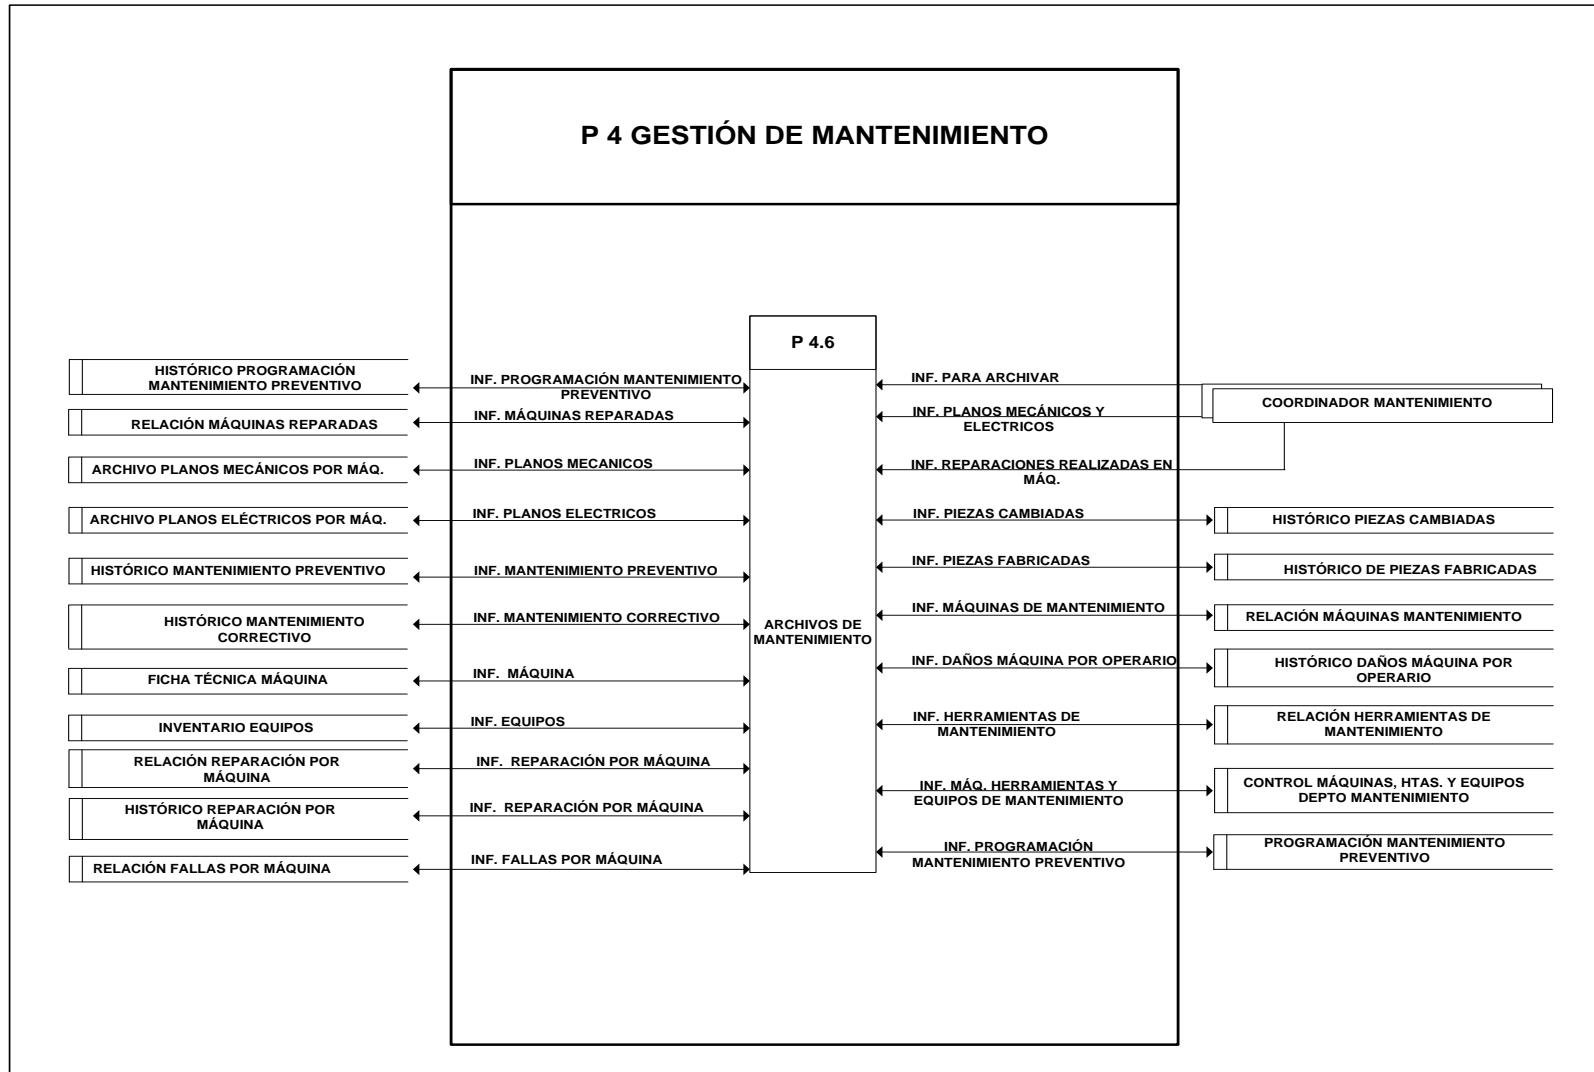 P 4 GESTIÓN DE MANTENIMIENTO
P 4.6
ARCHIVOS DE
MANTENIMIENTO
HISTÓRICO PROGRAMACIÓN
MANTENIMIENTO PREVENTIVO
INF. PROGRAMACIÓN MANTENIMIENTO
PREVENTIVO
RELACIÓN MÁQUINAS REPARADAS
INF. MÁQUINAS REPARADAS
ARCHIVO PLANOS MECÁNICOS POR MÁQ.
INF. PLANOS MECANICOS
ARCHIVO PLANOS ELÉCTRICOS POR MÁQ.
INF. PLANOS ELECTRICOS
HISTÓRICO MANTENIMIENTO PREVENTIVO
INF. MANTENIMIENTO PREVENTIVO
HISTÓRICO MANTENIMIENTO
CORRECTIVO
INF. MANTENIMIENTO CORRECTIVO
FICHA TÉCNICA MÁQUINA
INF. MÁQUINA
INVENTARIO EQUIPOS
INF. EQUIPOS
RELACIÓN REPARACIÓN POR
MÁQUINA
INF. REPARACIÓN POR MÁQUINA
HISTÓRICO REPARACIÓN POR
MÁQUINA
INF. REPARACIÓN POR MÁQUINA
RELACIÓN FALLAS POR MÁQUINA
INF. FALLAS POR MÁQUINA
INF. PARA ARCHIVAR
COORDINADOR MANTENIMIENTO
INF. PLANOS MECÁNICOS Y
ELECTRICOS
INF. REPARACIONES REALIZADAS EN
MÁQ.
INF. PIEZAS CAMBIADAS
HISTÓRICO PIEZAS CAMBIADAS
INF. PIEZAS FABRICADAS
HISTÓRICO DE PIEZAS FABRICADAS
INF. MÁQUINAS DE MANTENIMIENTO
RELACIÓN MÁQUINAS MANTENIMIENTO
INF. DAÑOS MÁQUINA POR OPERARIO
HISTÓRICO DAÑOS MÁQUINA POR
OPERARIO
INF. HERRAMIENTAS DE
MANTENIMIENTO
RELACIÓN HERRAMIENTAS DE
MANTENIMIENTO
INF. MÁQ. HERRAMIENTAS Y
EQUIPOS DE MANTENIMIENTO
CONTROL MÁQUINAS, HTAS. Y EQUIPOS
DEPTO MANTENIMIENTO
INF. PROGRAMACIÓN
MANTENIMIENTO PREVENTIVO
PROGRAMACIÓN MANTENIMIENTO
PREVENTIVO